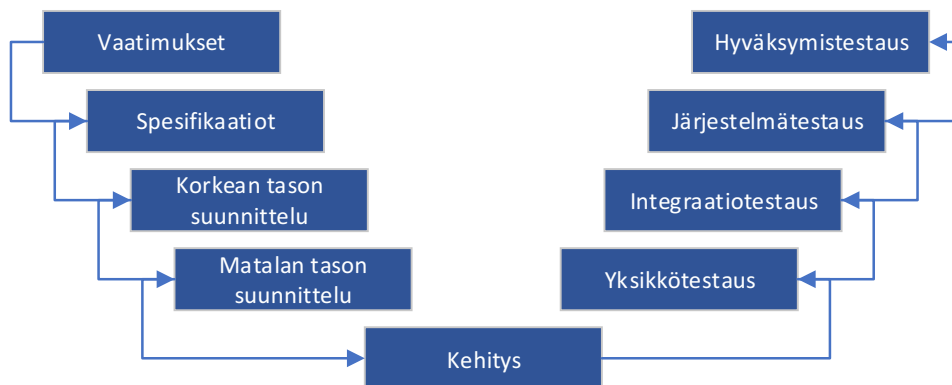 Vaatimukset
Hyväksymistestaus
Spesifikaatiot
Järjestelmätestaus
Korkean tason
suunnittelu
Integraatiotestaus
Matalan tason
suunnittelu
Yksikkötestaus
Kehitys